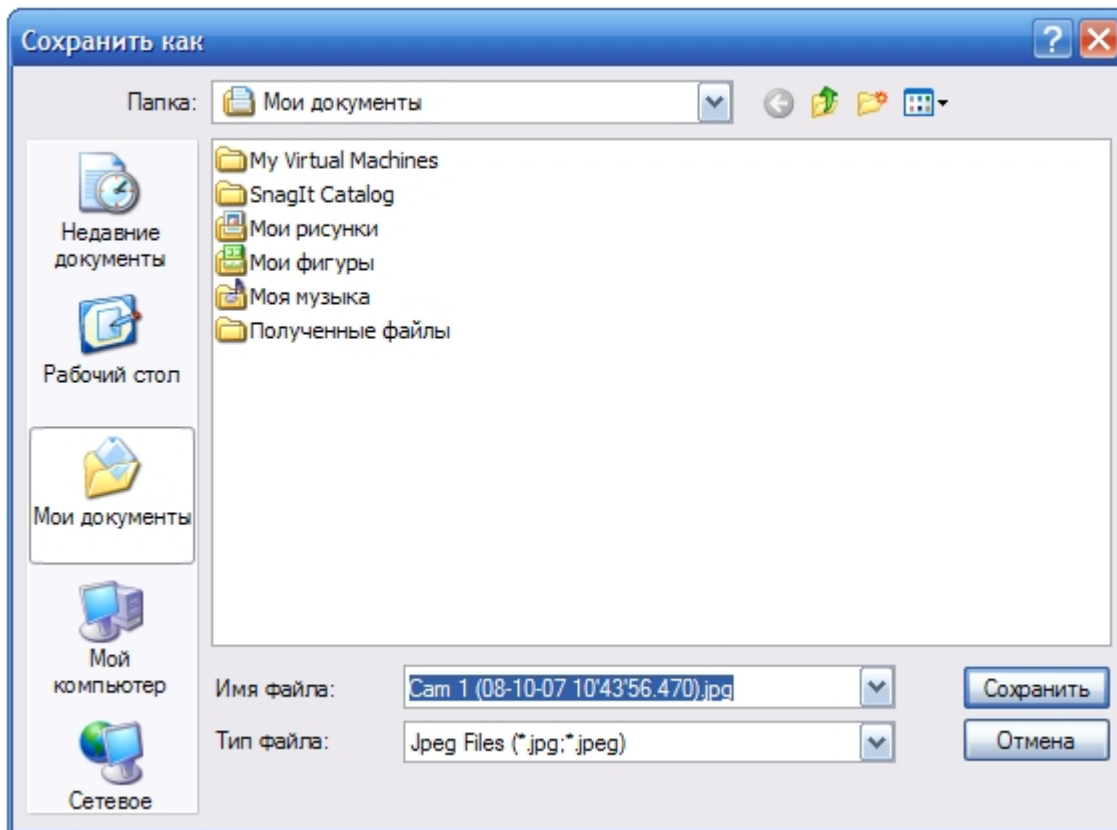 Сохранить как
Папка:
Мои документы
My Virtual Machines
SnagIt Catalog
Мои рисунки
Мои фигуры
Моя музыка
Полученные файлы
Недавние
документы
Рабочий стол
Мои документы
Мой
компьютер
Сетевое
Имя файла:
Cam 1 (08-10-07 10'43'56.470).jpg
Сохранить
Тип файла:
Jpeg Files (*.jpg;*.jpeg)
Отмена